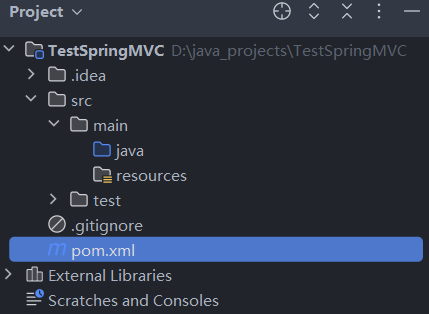 Project
TestSpringMVC D:\java_projects\TestSpringMVC
.idea
src
main
java
resources
test
.gitignore
pom.xml
External Libraries
Scratches and Consoles